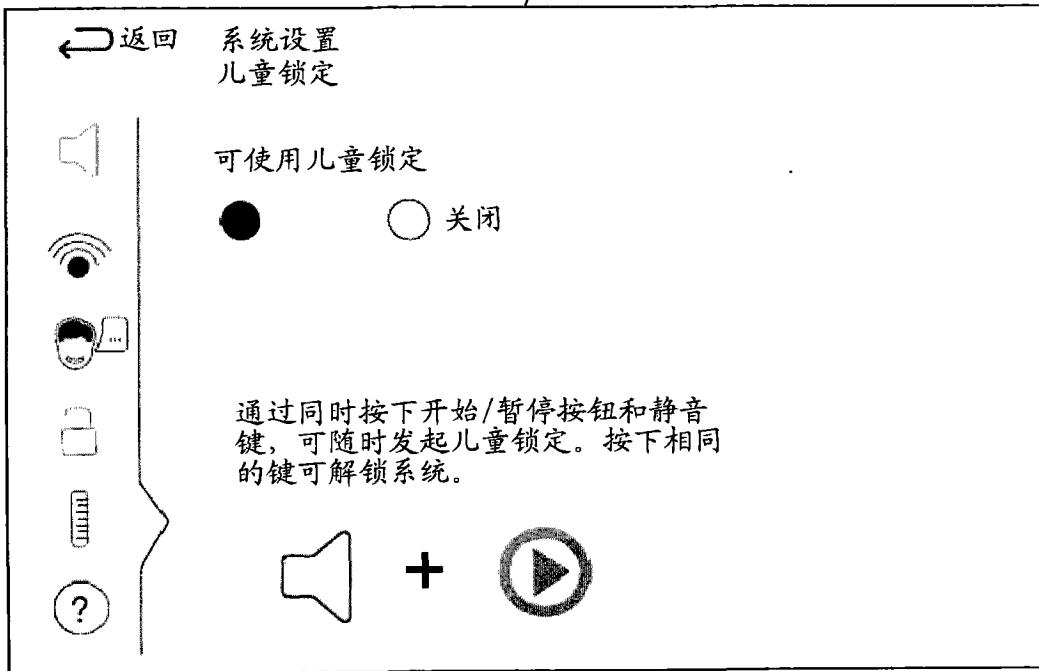 返回
系统设置
儿童锁定
可使用儿童锁定
关闭
通过同时按下开始/暂停按钮和静音
键，可随时发起儿童锁定。按下相同
的键可解锁系统。
+
?